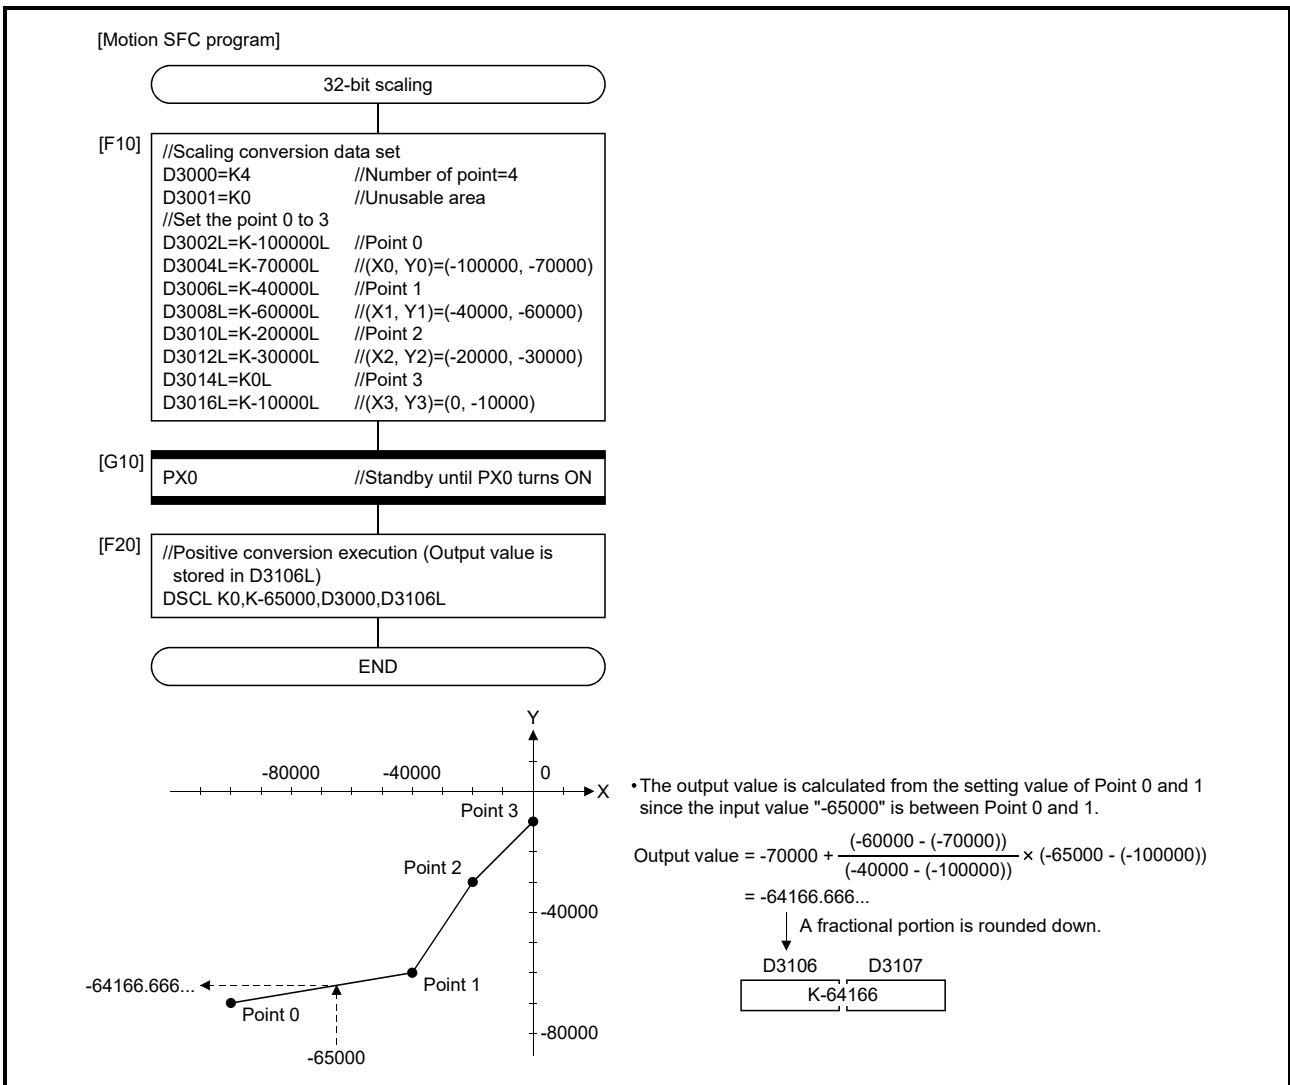 [Motion SFC program]
32-bit scaling
[F10]
//Scaling conversion data set
D3000=K4 //Number of point=4
D3001=K0 //Unusable area
//Set the point 0 to 3
D3002L=K-100000L //Point 0
D3004L=K-70000L //(X0, Y0)=(-100000, -70000)
D3006L=K-40000L //Point 1
D3008L=K-60000L //(X1, Y1)=(-40000, -60000)
D3010L=K-20000L //Point 2
D3012L=K-30000L //(X2, Y2)=(-20000, -30000)
D3014L=K0L //Point 3
D3016L=K-10000L //(X3, Y3)=(0, -10000)
[G10]
PX0 //Standby until PX0 turns ON
[F20]
//Positive conversion execution (Output value is
stored in D3106L)
DSCL K0,K-65000,D3000,D3106L
END
Y
-80000 -40000 0
X
Point 3
Point 2
-40000
-64166.666...
Point 1
Point 0
-80000
-65000
•The output value is calculated from the setting value of Point 0 and 1
since the input value "-65000" is between Point 0 and 1.
Output value = -70000 + (-60000 - (-70000)) / (-40000 - (-100000)) × (-65000 - (-100000))
= -64166.666...
A fractional portion is rounded down.
D3106 D3107
K-64166